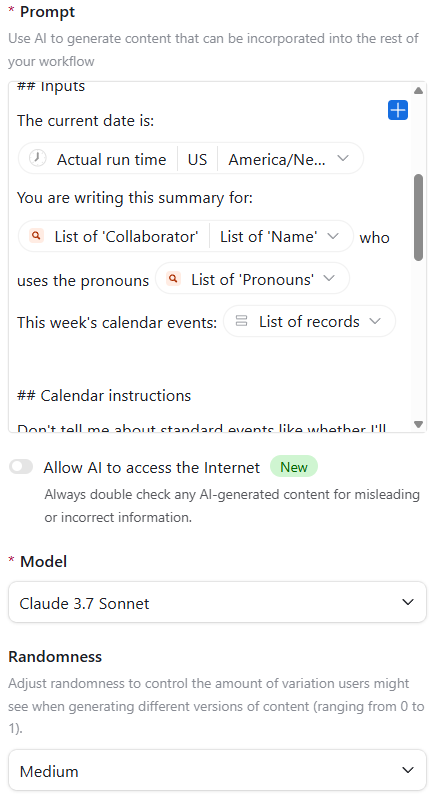 * Prompt
Use AI to generate content that can be incorporated into the rest of
your workflow
## Inputs
The current date is:
Actual run time US America/Ne...
You are writing this summary for:
List of 'Collaborator' List of 'Name' who
uses the pronouns List of 'Pronouns'
This week's calendar events: List of records
## Calendar instructions
Don't tell me about standard events like whether I'll
Allow AI to access the Internet New
Always double check any AI-generated content for misleading
or incorrect information.
* Model
Claude 3.7 Sonnet
Randomness
Adjust randomness to control the amount of variation users might
see when generating different versions of content (ranging from 0 to
1).
Medium